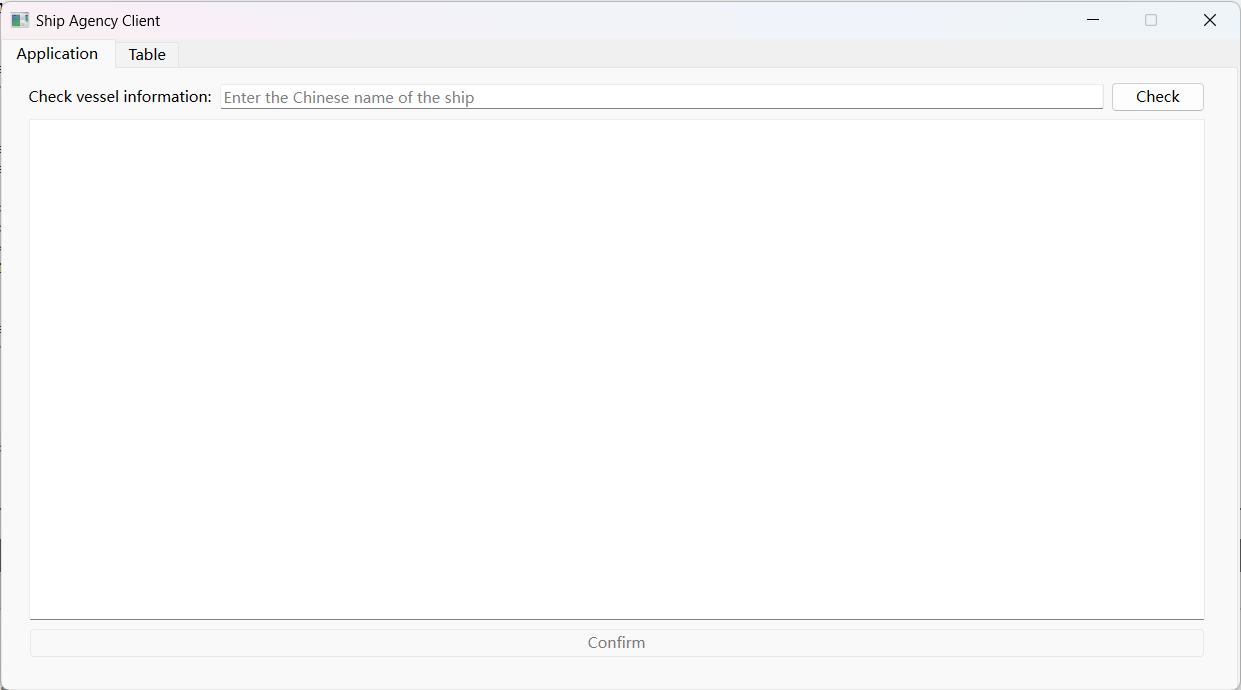 Ship Agency Client
Application Table
Check vessel information: Enter the Chinese name of the ship Check
Confirm